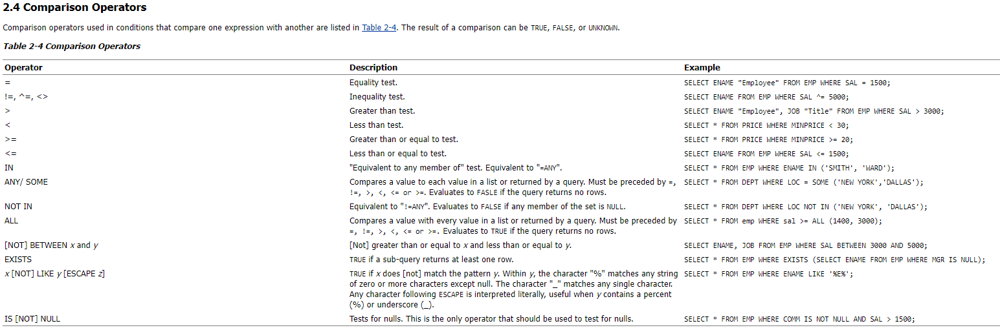 2.4 Comparison Operators
Comparison operators used in conditions that compare one expression with another are listed in Table 2-4. The result of a comparison can be TRUE, FALSE, or UNKNOWN.
Table 2-4 Comparison Operators
Operator Description Example
= Equality test. SELECT ENAME "Employee" FROM EMP WHERE SAL = 1500;
!=, ^=, <> Inequality test. SELECT ENAME FROM EMP WHERE SAL ^= 5000;
> Greater than test. SELECT ENAME "Employee", JOB "Title" FROM EMP WHERE SAL > 3000;
< Less than test. SELECT * FROM PRICE WHERE MINPRICE < 30;
>= Greater than or equal to test. SELECT * FROM PRICE WHERE MINPRICE >= 20;
<= Less than or equal to test. SELECT ENAME FROM EMP WHERE SAL <= 1500;
IN "Equivalent to any member of" test. Equivalent to "=ANY". SELECT * FROM EMP WHERE ENAME IN ('SMITH', 'WARD');
ANY/ SOME Compares a value to each value in a list or returned by a query. Must be preceded by =, SELECT * FROM DEPT WHERE LOC = SOME ('NEW YORK','DALLAS');
!=, >, <, <= or >=. Evaluates to FASLE if the query returns no rows.
NOT IN Equivalent to "!=ANY". Evaluates to FALSE if any member of the set is NULL. SELECT * FROM DEPT WHERE LOC NOT IN ('NEW YORK', 'DALLAS');
ALL Compares a value with every value in a list or returned by a query. Must be preceded by SELECT * FROM emp WHERE sal >= ALL (1400, 3000);
=, !=, >, <, <= or >=. Evaluates to TRUE if the query returns no rows.
[NOT] BETWEEN x and y [Not] greater than or equal to x and less than or equal to y. SELECT ENAME, JOB FROM EMP WHERE SAL BETWEEN 3000 AND 5000;
EXISTS TRUE if a sub-query returns at least one row. SELECT * FROM EMP WHERE EXISTS (SELECT ENAME FROM EMP WHERE MGR IS NULL);
x [NOT] LIKE y [ESCAPE z] TRUE if x does [not] match the pattern y. Within y, the character "%" matches any string SELECT * FROM EMP WHERE ENAME LIKE '%E%';
of zero or more characters except null. The character "_" matches any single character.
Any character following ESCAPE is interpreted literally, useful when y contains a percent
(%) or underscore (_).
IS [NOT] NULL Tests for nulls. This is the only operator that should be used to test for nulls. SELECT * FROM EMP WHERE COMM IS NOT NULL AND SAL > 1500;